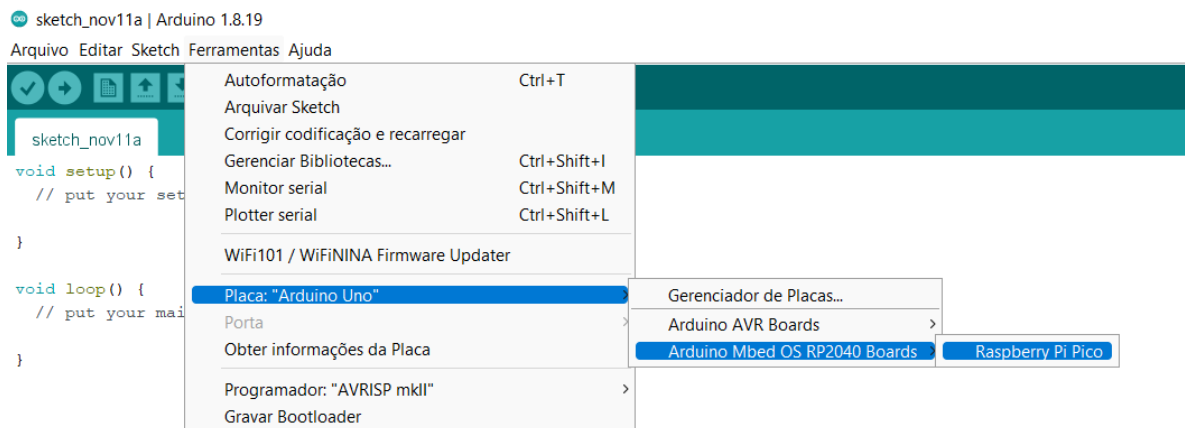 sketch_nov11a | Arduino 1.8.19
Arquivo Editar Sketch Ferramentas Ajuda
sketch_nov11a
void setup() {
// put your set
}
void loop() {
// put your mai
}
Autoformatação Ctrl+T
Arquivar Sketch
Corrigir codificação e recarregar
Gerenciar Bibliotecas... Ctrl+Shift+I
Monitor serial Ctrl+Shift+M
Plotter serial Ctrl+Shift+L
WiFi101 / WiFiNINA Firmware Updater
Placa: "Arduino Uno"
Porta
Obter informações da Placa
Programador: "AVRISP mkII"
Gravar Bootloader
Gerenciador de Placas...
Arduino AVR Boards
Arduino Mbed OS RP2040 Boards
Raspberry Pi Pico